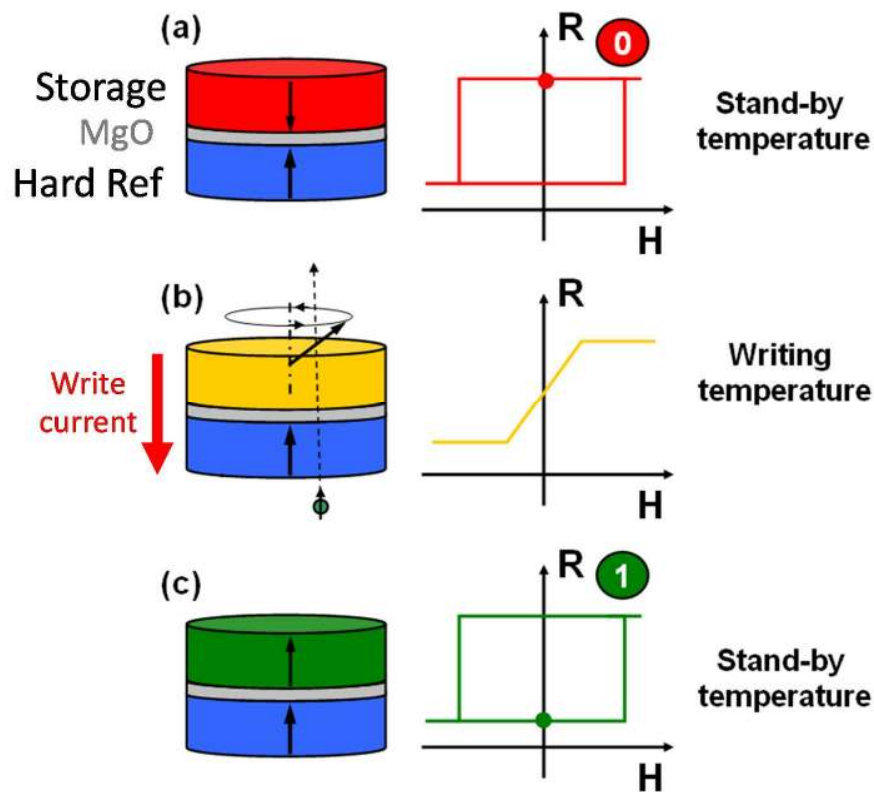 (a)
Storage
MgO
Hard Ref
R
0
H
Stand-by
temperature
(b)
Write
current
R
H
Writing
temperature
(c)
R
1
H
Stand-by
temperature